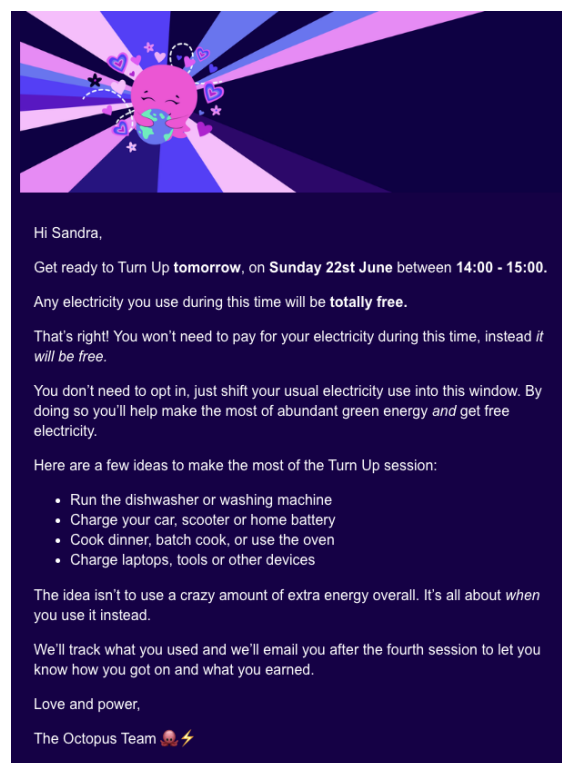 Hi Sandra,
Get ready to Turn Up tomorrow, on Sunday 22st June between 14:00 - 15:00.
Any electricity you use during this time will be totally free.
That's right! You won't need to pay for your electricity during this time, instead it
will be free.
You don't need to opt in, just shift your usual electricity use into this window. By
doing so you'll help make the most of abundant green energy and get free
electricity.
Here are a few ideas to make the most of the Turn Up session:
• Run the dishwasher or washing machine
• Charge your car, scooter or home battery
• Cook dinner, batch cook, or use the oven
• Charge laptops, tools or other devices
The idea isn't to use a crazy amount of extra energy overall. It's all about when
you use it instead.
We'll track what you used and we'll email you after the fourth session to let you
know how you got on and what you earned.
Love and power,
The Octopus Team 🐙⚡